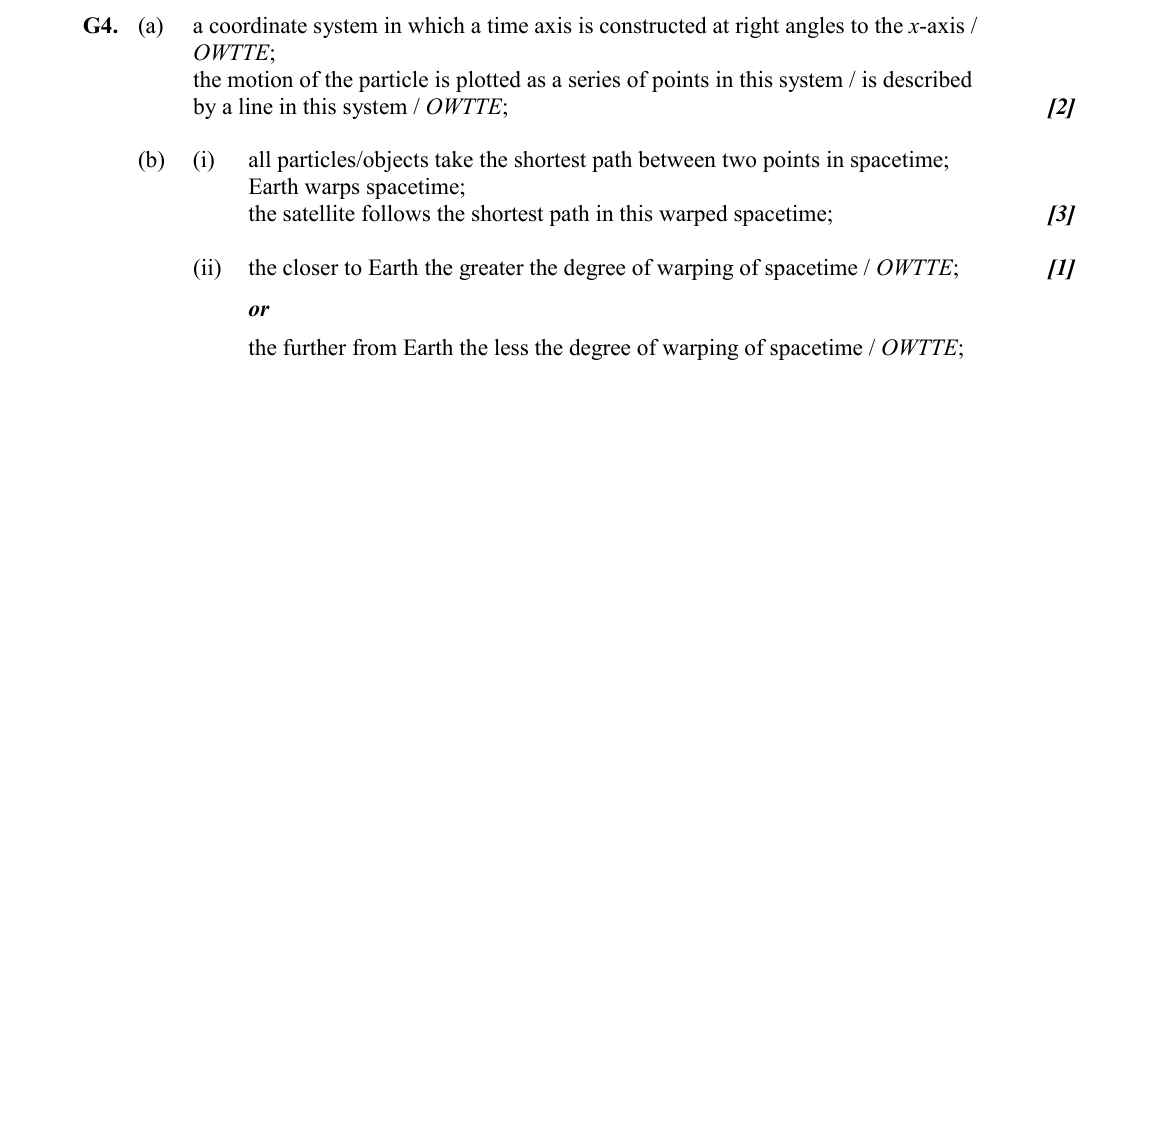 G4. (a) a coordinate system in which a time axis is constructed at right angles to the x-axis /
OWTTE;
the motion of the particle is plotted as a series of points in this system / is described
by a line in this system / OWTTE; [2]
(b) (i) all particles/objects take the shortest path between two points in spacetime;
Earth warps spacetime;
the satellite follows the shortest path in this warped spacetime; [3]
(ii) the closer to Earth the greater the degree of warping of spacetime / OWTTE; [1]
or
the further from Earth the less the degree of warping of spacetime / OWTTE;